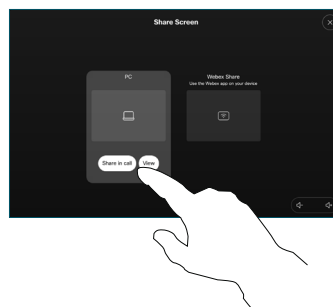 Share Screen
PC
Webex Share
Use the Webex app on your device
Share in call
View